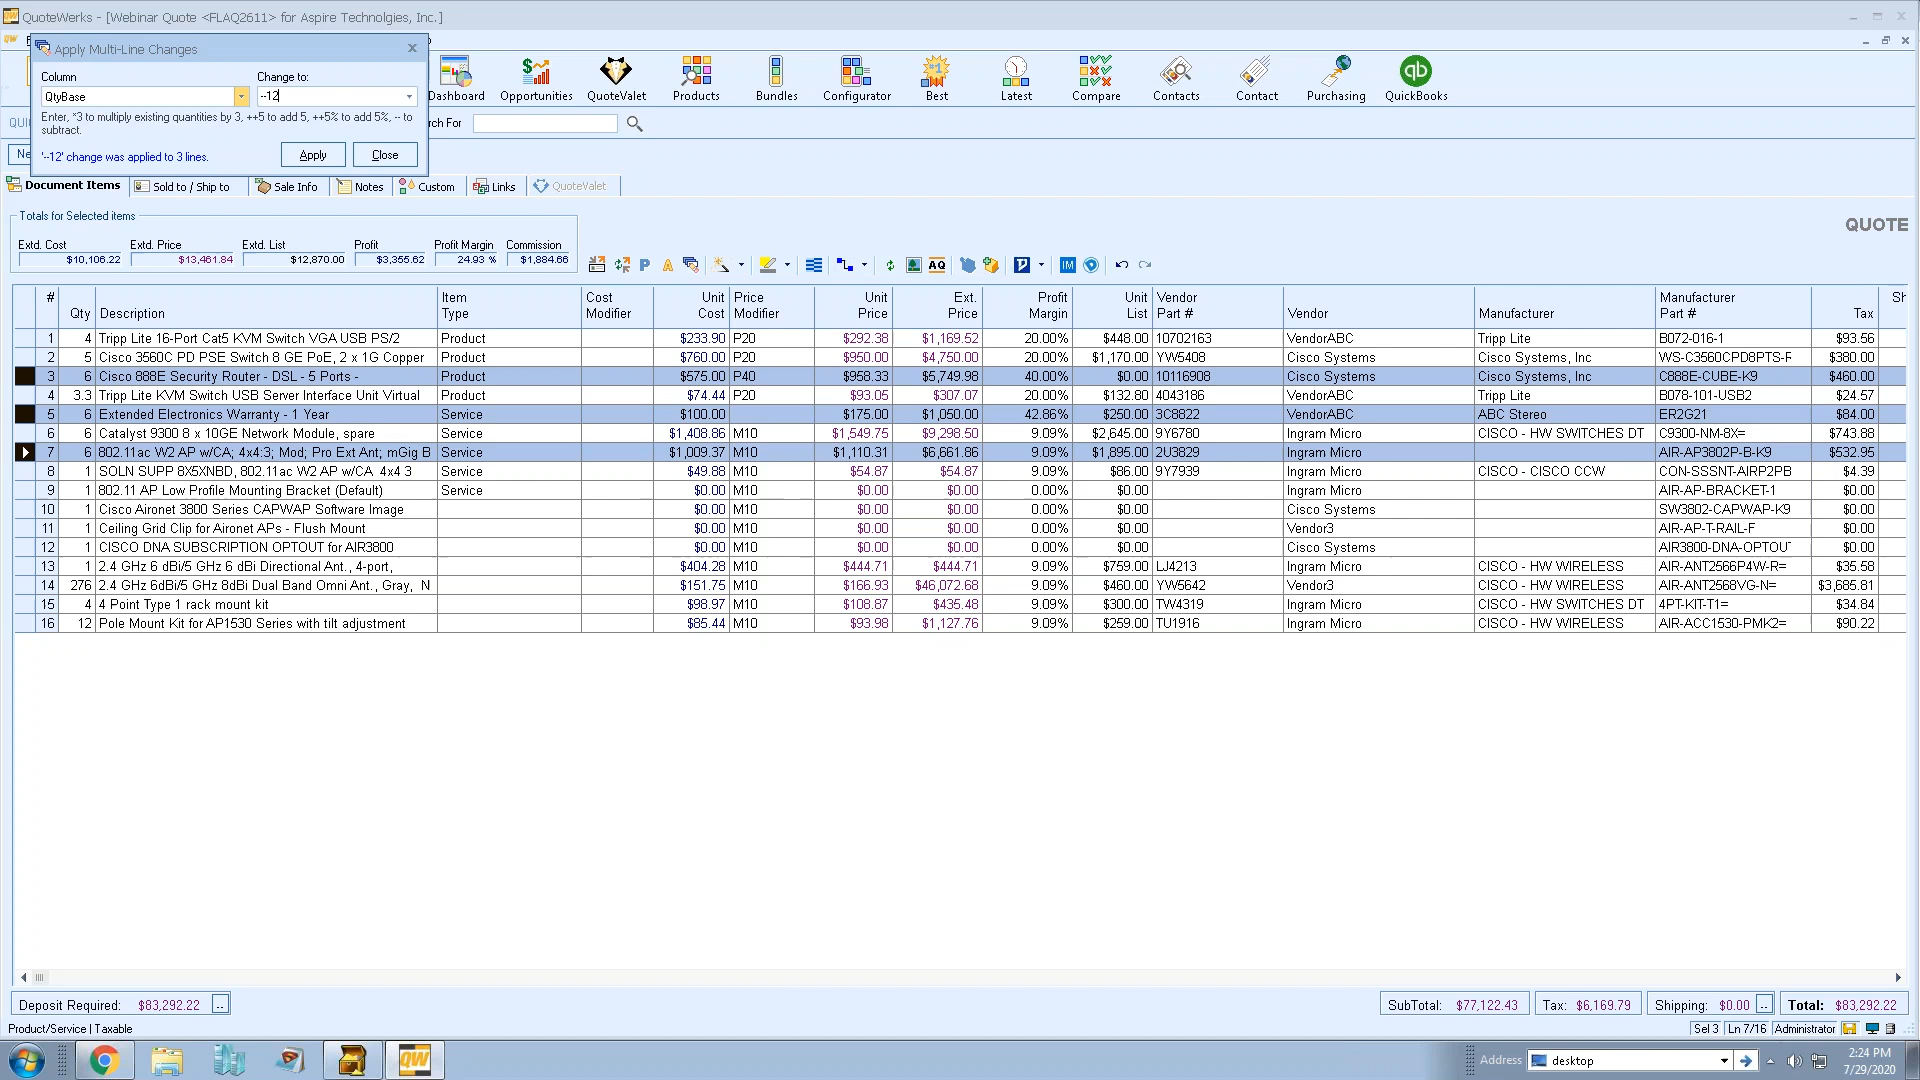 QuoteWerks - [Webinar Quote <FLAQ2611> for Aspire Technolgies, Inc.]
Apply Multi-Line Changes
Column Change to:
QtyBase --12
Enter, *3 to multiply existing quantities by 3, ++5 to add 5, ++5% to add 5%, -- to
subtract.
'--12' change was applied to 3 lines.
Apply Close
Dashboard Opportunities QuoteValet Products Bundles Configurator Best Latest Compare Contacts Contact Purchasing QuickBooks
rch For
Document Items Sold to / Ship to Sale Info Notes Custom Links QuoteValet
Totals for Selected items
Extd. Cost Extd. Price Extd. List Profit Profit Margin Commission
$10,106.22 $13,461.84 $12,870.00 $3,355.62 24.93 % $1,884.66
QUOTE
# Qty Description Item Type Cost Modifier Unit Cost Price Modifier Unit Price Ext. Price Profit Margin Unit List Vendor Part # Vendor Manufacturer Manufacturer Part # Tax Sh
1 4 Tripp Lite 16-Port Cat5 KVM Switch VGA USB PS/2 Product $233.90 P20 $292.38 $1,169.52 20.00% $448.00 10702163 VendorABC Tripp Lite B072-016-1 $93.56
2 5 Cisco 3560C PD PSE Switch 8 GE PoE, 2 x 1G Copper Product $760.00 P20 $950.00 $4,750.00 20.00% $1,170.00 YW5408 Cisco Systems Cisco Systems, Inc WS-C3560CPD8PTS-F $380.00
3 6 Cisco 888E Security Router - DSL - 5 Ports - Product $575.00 P40 $958.33 $5,749.98 40.00% $0.00 10116908 Cisco Systems Cisco Systems, Inc C888E-CUBE-K9 $460.00
4 3.3 Tripp Lite KVM Switch USB Server Interface Unit Virtual Product $74.44 P20 $93.05 $307.07 20.00% $132.80 4043186 VendorABC Tripp Lite B078-101-USB2 $24.57
5 6 Extended Electronics Warranty - 1 Year Service $100.00 $175.00 $1,050.00 42.86% $250.00 3C8822 VendorABC ABC Stereo ER2G21 $84.00
6 6 Catalyst 9300 8 x 10GE Network Module, spare Service $1,408.86 M10 $1,549.75 $9,298.50 9.09% $2,645.00 9Y6780 Ingram Micro CISCO - HW SWITCHES DT C9300-NM-8X= $743.88
7 6 802.11ac W2 AP w/CA; 4x4:3; Mod; Pro Ext Ant; mGig B Service $1,009.37 M10 $1,110.31 $6,661.86 9.09% $1,895.00 2U3829 Ingram Micro AIR-AP3802P-B-K9 $532.95
8 1 SOLN SUPP 8X5XNBD, 802.11ac W2 AP w/CA 4x4 3 Service $49.88 M10 $54.87 $54.87 9.09% $86.00 9Y7939 Ingram Micro CISCO - CISCO CCW CON-SSSNT-AIRP2PB $4.39
9 1 802.11 AP Low Profile Mounting Bracket (Default) Service $0.00 M10 $0.00 $0.00 0.00% $0.00 Ingram Micro AIR-AP-BRACKET-1 $0.00
10 1 Cisco Aironet 3800 Series CAPWAP Software Image $0.00 M10 $0.00 $0.00 0.00% $0.00 Cisco Systems SW3802-CAPWAP-K9 $0.00
11 1 Ceiling Grid Clip for Aironet APs - Flush Mount $0.00 M10 $0.00 $0.00 0.00% $0.00 Vendor3 AIR-AP-T-RAIL-F $0.00
12 1 CISCO DNA SUBSCRIPTION OPTOUT for AIR3800 $0.00 M10 $0.00 $0.00 0.00% $0.00 Cisco Systems AIR3800-DNA-OPTOU $0.00
13 1 2.4 GHz 6 dBi/5 GHz 6 dBi Directional Ant., 4-port, $404.28 M10 $444.71 $444.71 9.09% $759.00 LJ4213 Ingram Micro CISCO - HW WIRELESS AIR-ANT2566P4W-R= $35.58
14 276 2.4 GHz 6dBi/5 GHz 8dBi Dual Band Omni Ant., Gray, N $151.75 M10 $166.93 $46,072.68 9.09% $460.00 YW5642 Vendor3 CISCO - HW WIRELESS AIR-ANT2568VG-N= $3,685.81
15 4 4 Point Type 1 rack mount kit $98.97 M10 $108.87 $435.48 9.09% $300.00 TW4319 Ingram Micro CISCO - HW SWITCHES DT 4PT-KIT-T1= $34.84
16 12 Pole Mount Kit for AP1530 Series with tilt adjustment $85.44 M10 $93.98 $1,127.76 9.09% $259.00 TU1916 Ingram Micro CISCO - HW WIRELESS AIR-ACC1530-PMK2= $90.22
Deposit Required: $83,292.22 .. SubTotal: $77,122.43 Tax: $6,169.79 Shipping: $0.00 .. Total: $83,292.22
Product/Service | Taxable Sel 3 Ln 7/16 Administrator
Address desktop 2:24 PM
7/29/2020